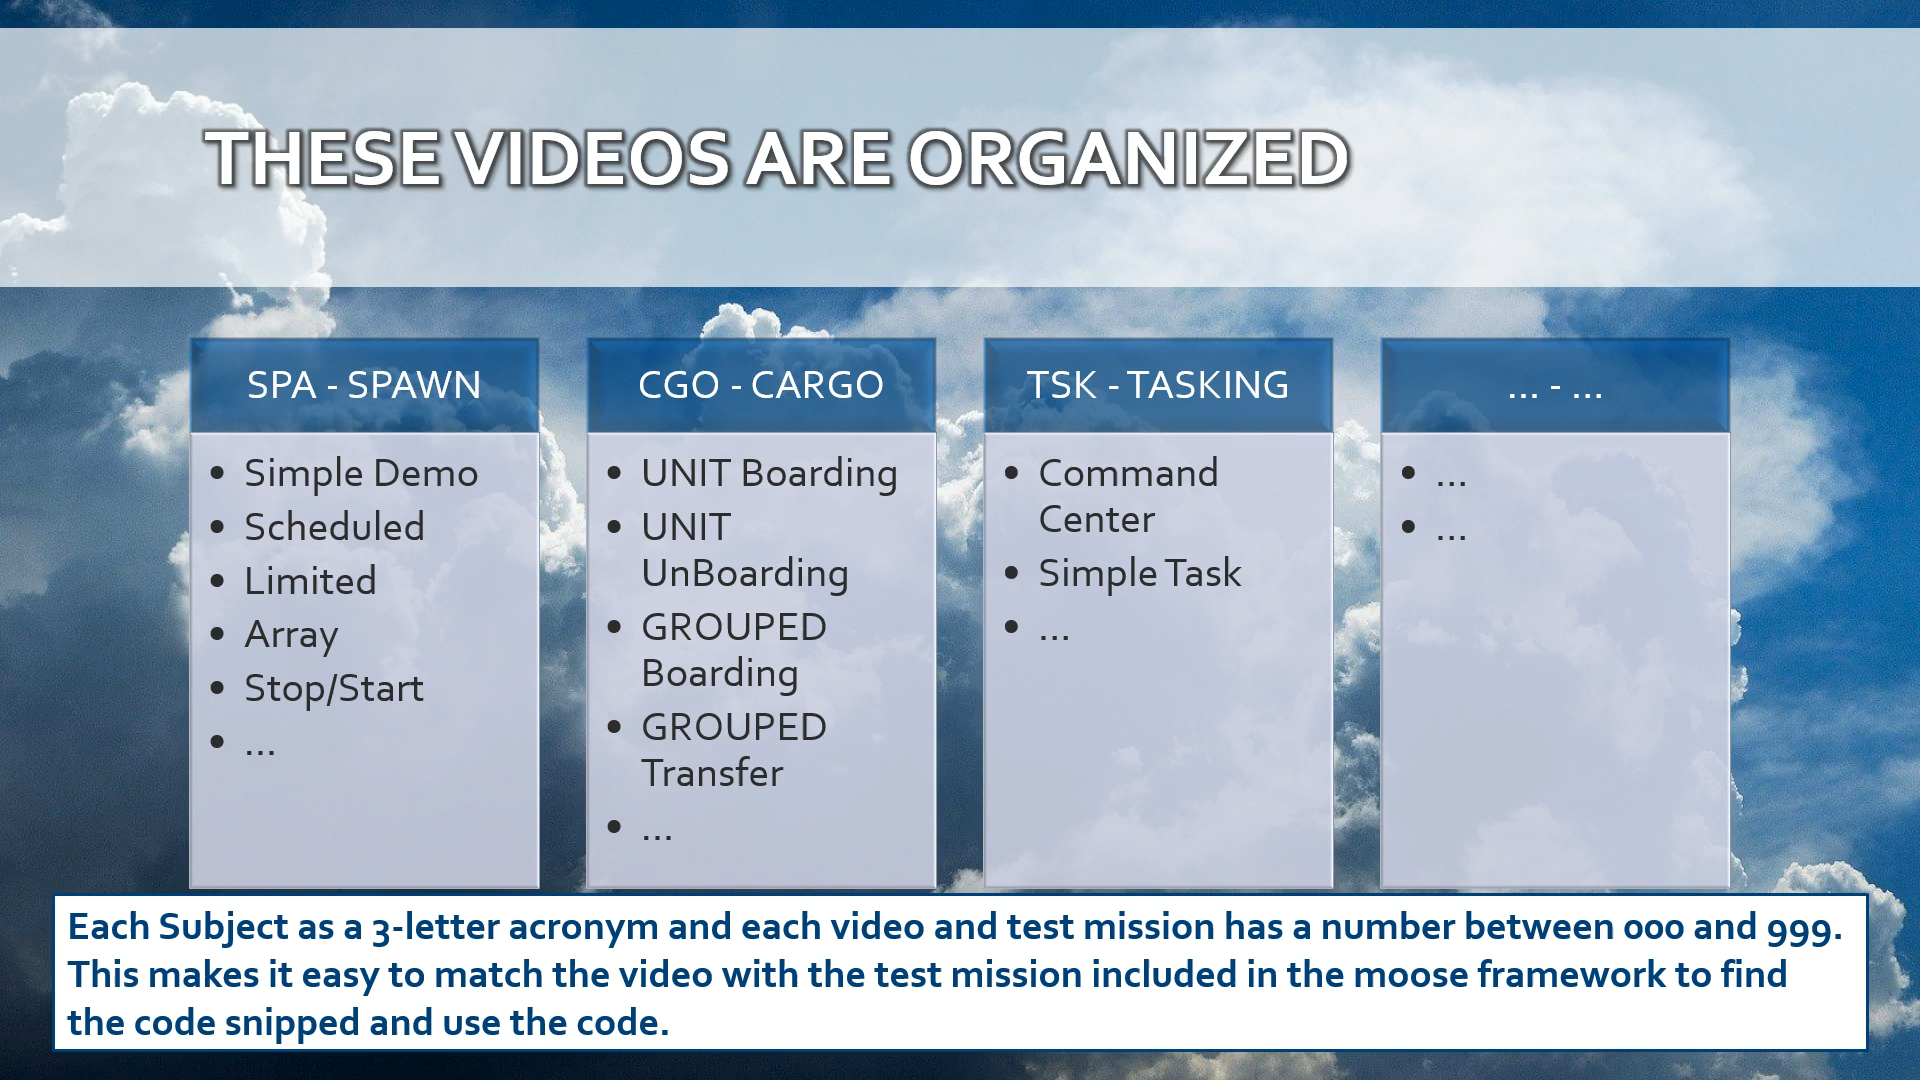 THESE VIDEOS ARE ORGANIZED
SPA - SPAWN
• Simple Demo
• Scheduled
• Limited
• Array
• Stop/Start
• ...
CGO - CARGO
• UNIT Boarding
• UNIT
UnBoarding
• GROUPED
Boarding
• GROUPED
Transfer
• ...
TSK - TASKING
• Command
Center
• Simple Task
• ...
... - ...
• ...
• ...
Each Subject as a 3-letter acronym and each video and test mission has a number between 000 and 999.
This makes it easy to match the video with the test mission included in the moose framework to find
the code snipped and use the code.